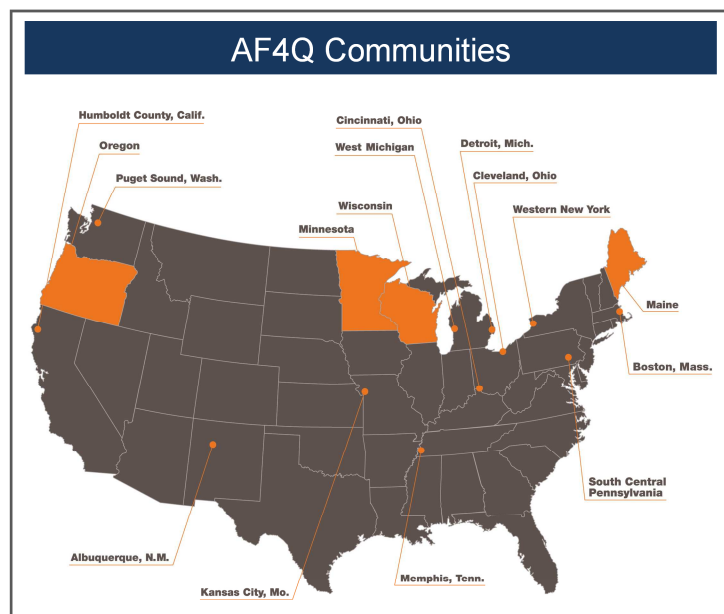 AF4Q Communities
Humboldt County, Calif.
Cincinnati, Ohio
Oregon
West Michigan
Detroit, Mich.
Puget Sound, Wash.
Cleveland, Ohio
Wisconsin
Western New York
Minnesota
Maine
Boston, Mass.
South Central
Pennsylvania
Albuquerque, N.M.
Kansas City, Mo.
Memphis, Tenn.